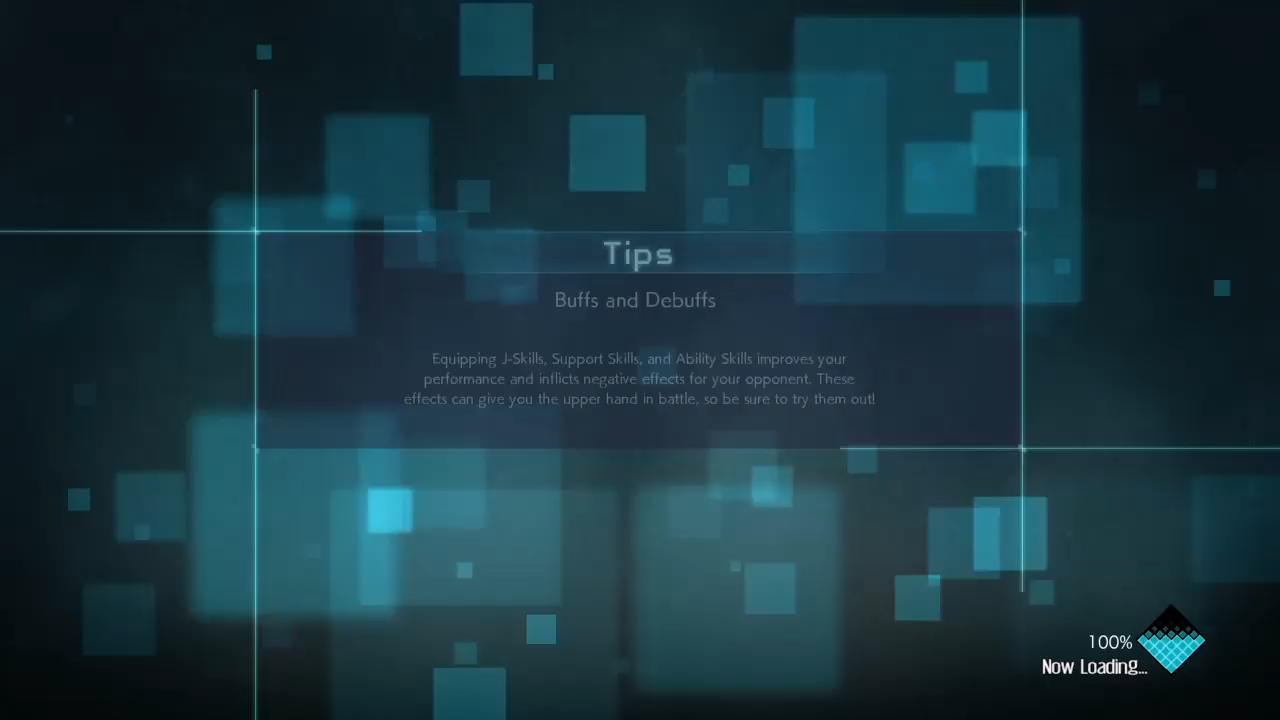 Tips
Buffs and Debuffs
Equipping J-Skills, Support Skills, and Ability Skills improves your
performance and inflicts negative effects for your opponent. These
effects can give you the upper hand in battle, so be sure to try them out!
100%
Now Loading...